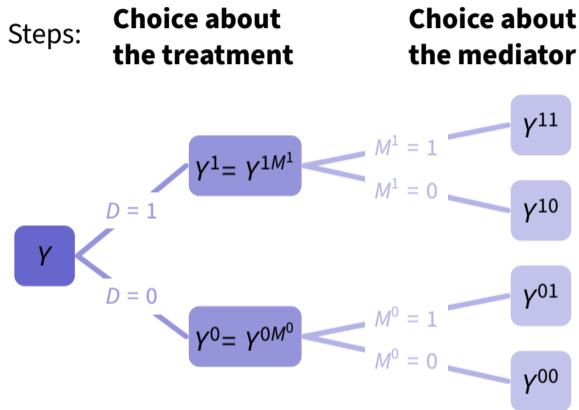 Steps:
Choice about
the treatment
Choice about
the mediator
Y
D = 1
D = 0
Y¹= Y¹ᴹ¹
Y⁰= Y⁰ᴹ⁰
M¹ = 1
M¹ = 0
M⁰ = 1
M⁰ = 0
Y¹¹
Y¹⁰
Y⁰¹
Y⁰⁰